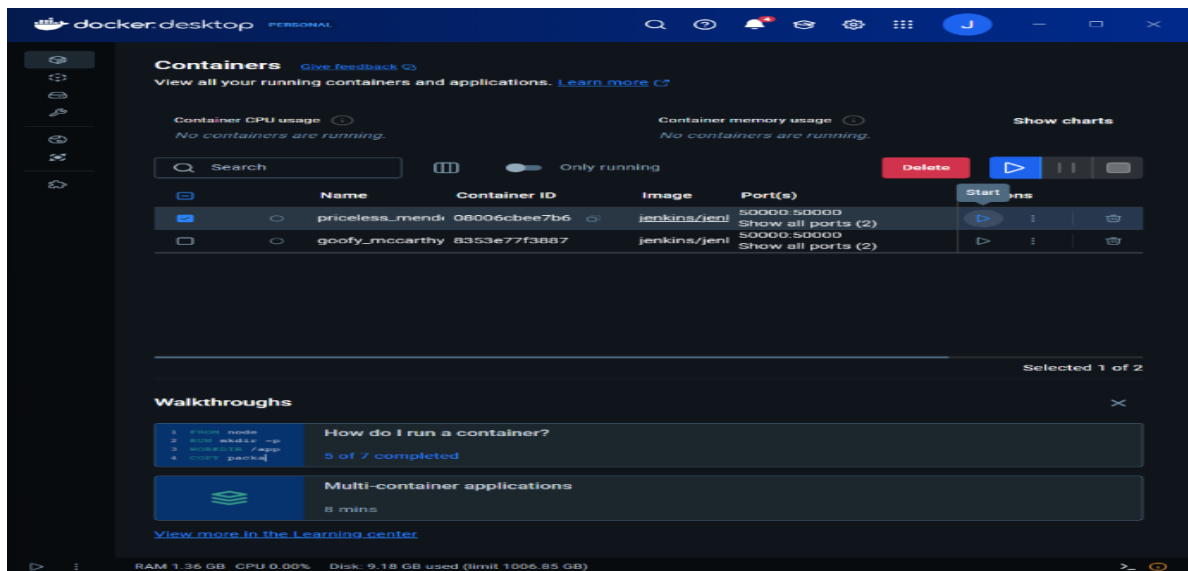 docker.desktop PERSONAL J
Containers Give feedback
View all your running containers and applications. Learn more
Container CPU usage Container memory usage Show charts
No containers are running. No containers are running.
Search Only running Delete
Name Container ID Image Port(s) Start
priceless_mend 08006cbee7b6 jenkins/jenl 50000:50000
Show all ports (2)
goofy_mccarthy 8353e77f3887 jenkins/jenl 50000:50000
Show all ports (2)
Selected 1 of 2
Walkthroughs
1 FROM node
2 RUN mkdir -p
3 WORKDIR /app
4 COPY packa
How do I run a container?
5 of 7 completed
Multi-container applications
8 mins
View more in the Learning center
RAM 1.36 GB CPU 0.00% Disk: 9.18 GB used (limit 1006.85 GB)